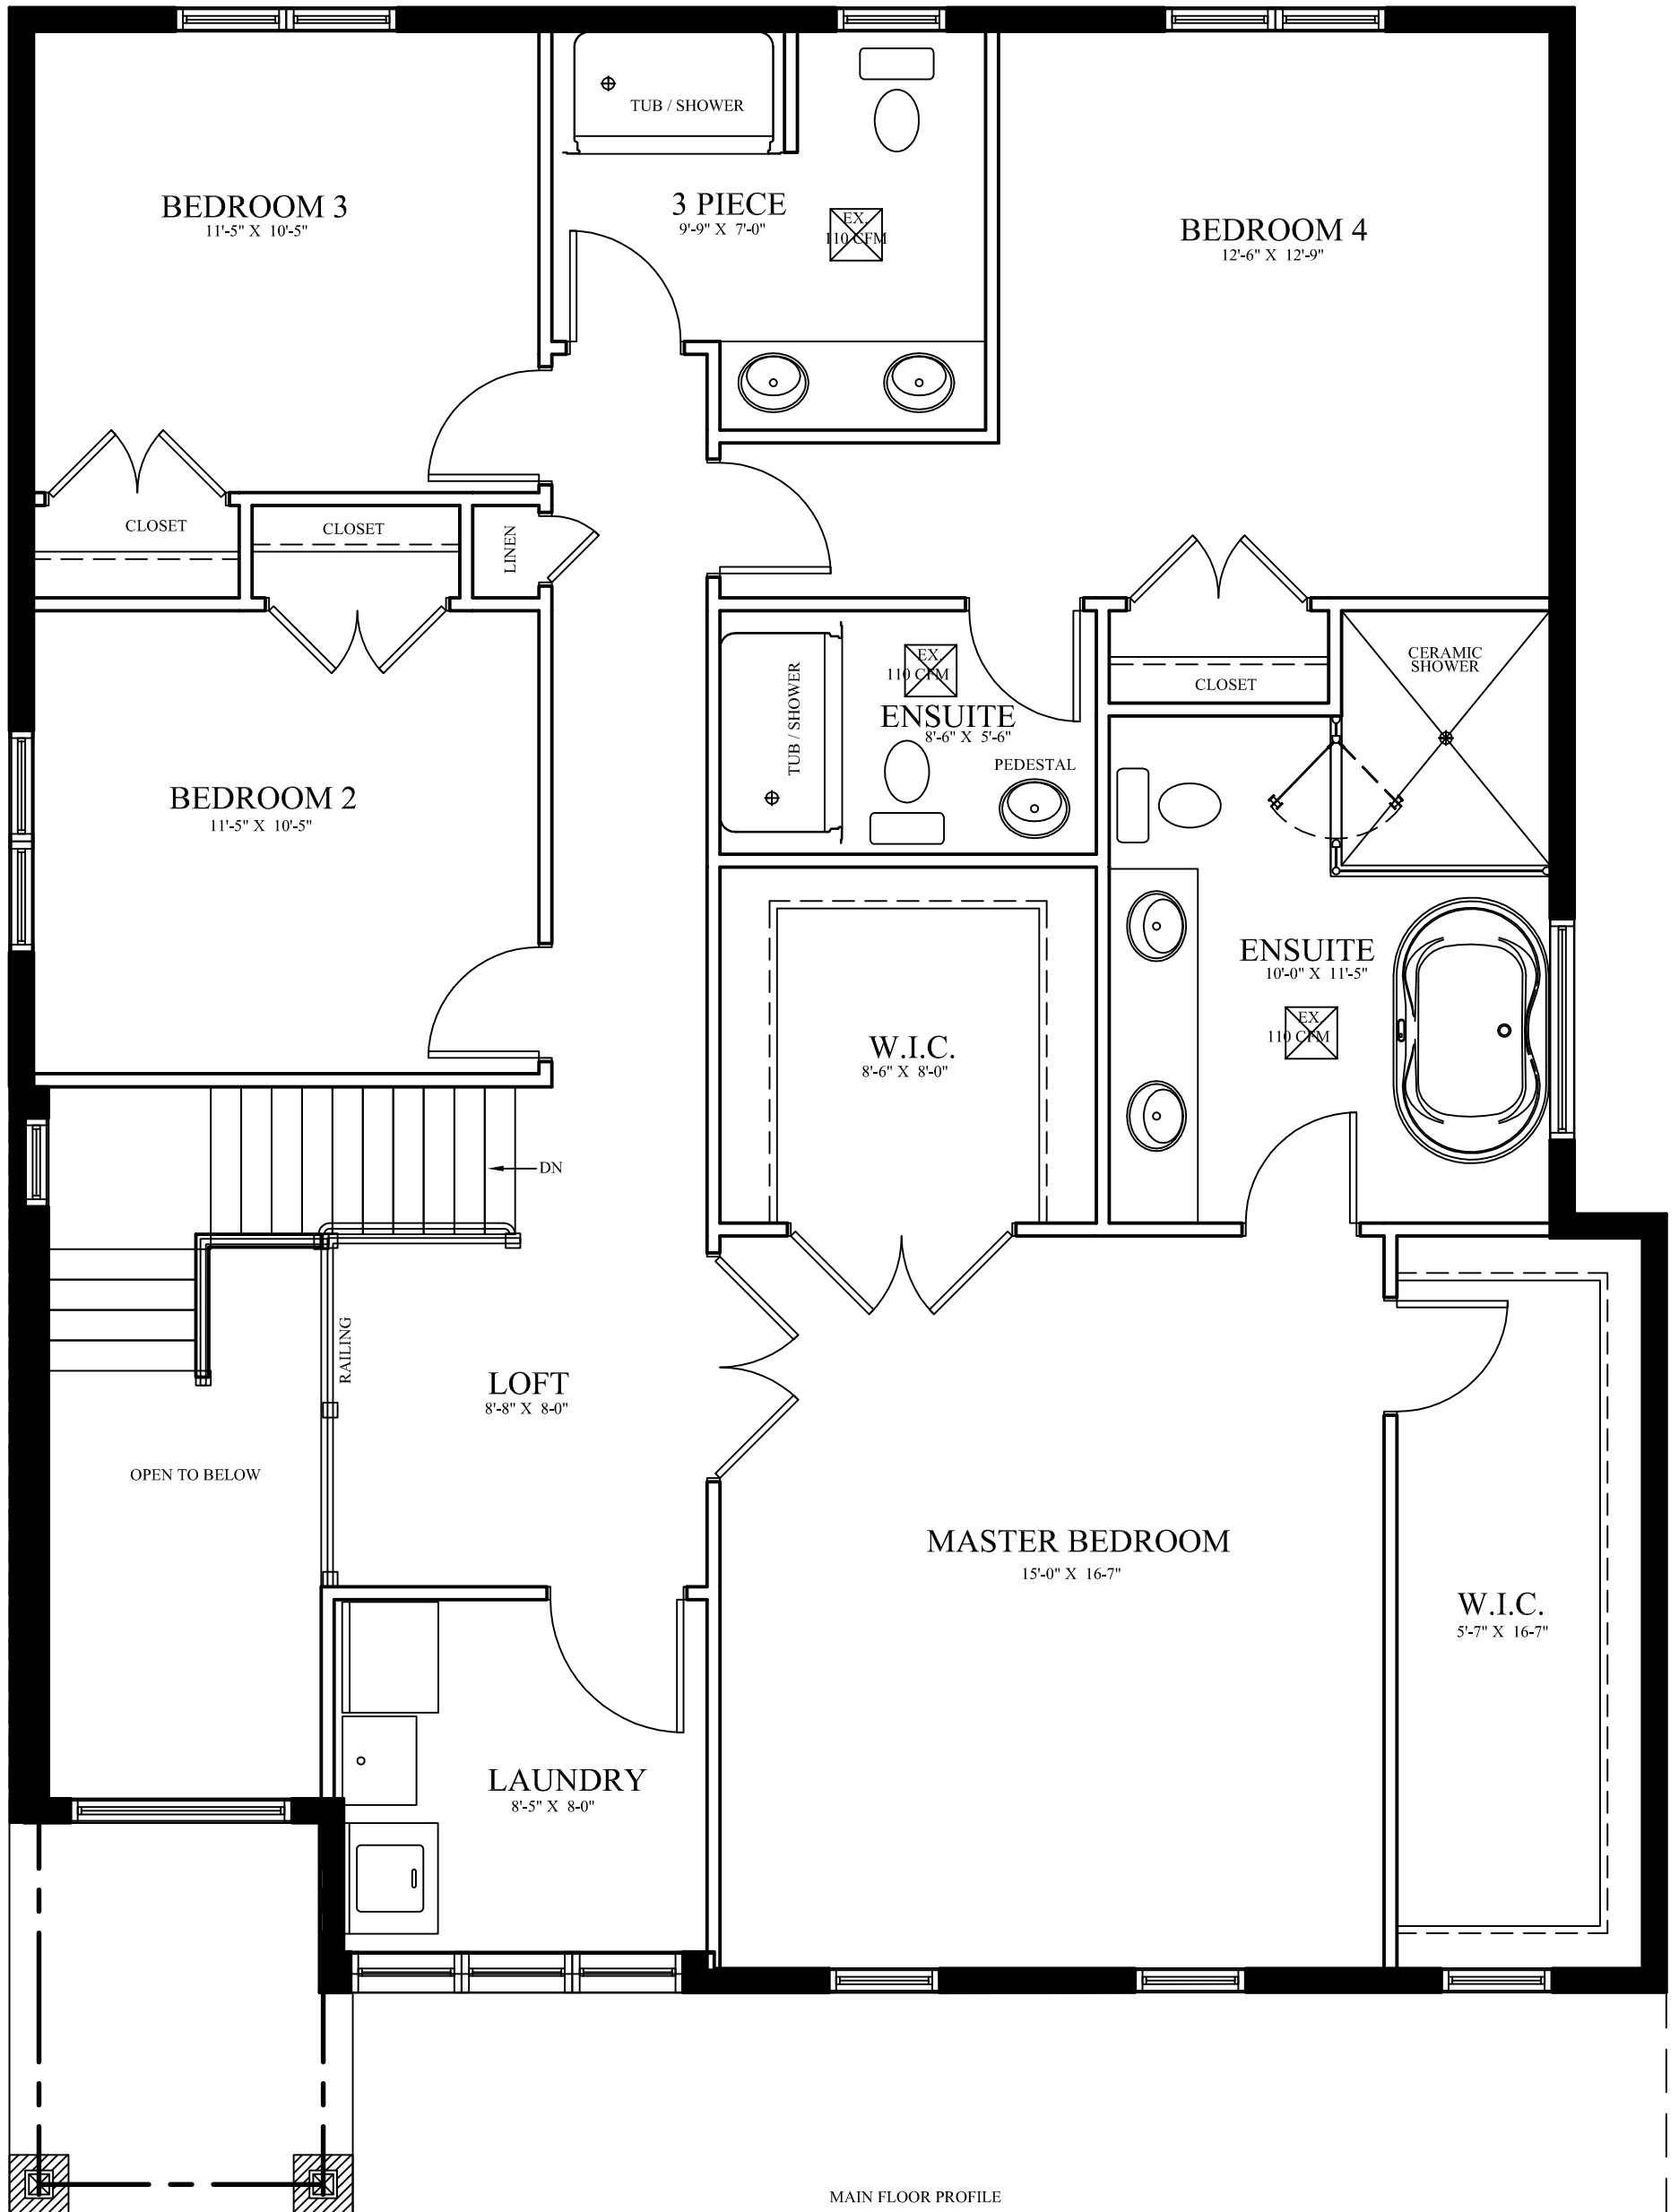 TUB / SHOWER
BEDROOM 3
11'-5" X 10'-5"
3 PIECE
9'-9" X 7'-0"
EX.
110 CFM
BEDROOM 4
12'-6" X 12'-9"
CLOSET
CLOSET
LINEN
CERAMIC
SHOWER
TUB / SHOWER
EX.
110 CFM
ENSUITE
8'-6" X 5'-6"
PEDESTAL
CLOSET
BEDROOM 2
11'-5" X 10'-5"
ENSUITE
10'-0" X 11'-5"
EX.
110 CFM
W.I.C.
8'-6" X 8'-0"
DN
RAILING
LOFT
8'-8" X 8-0"
OPEN TO BELOW
MASTER BEDROOM
15'-0" X 16-7"
W.I.C.
5'-7" X 16-7"
LAUNDRY
8'-5" X 8-0"
MAIN FLOOR PROFILE